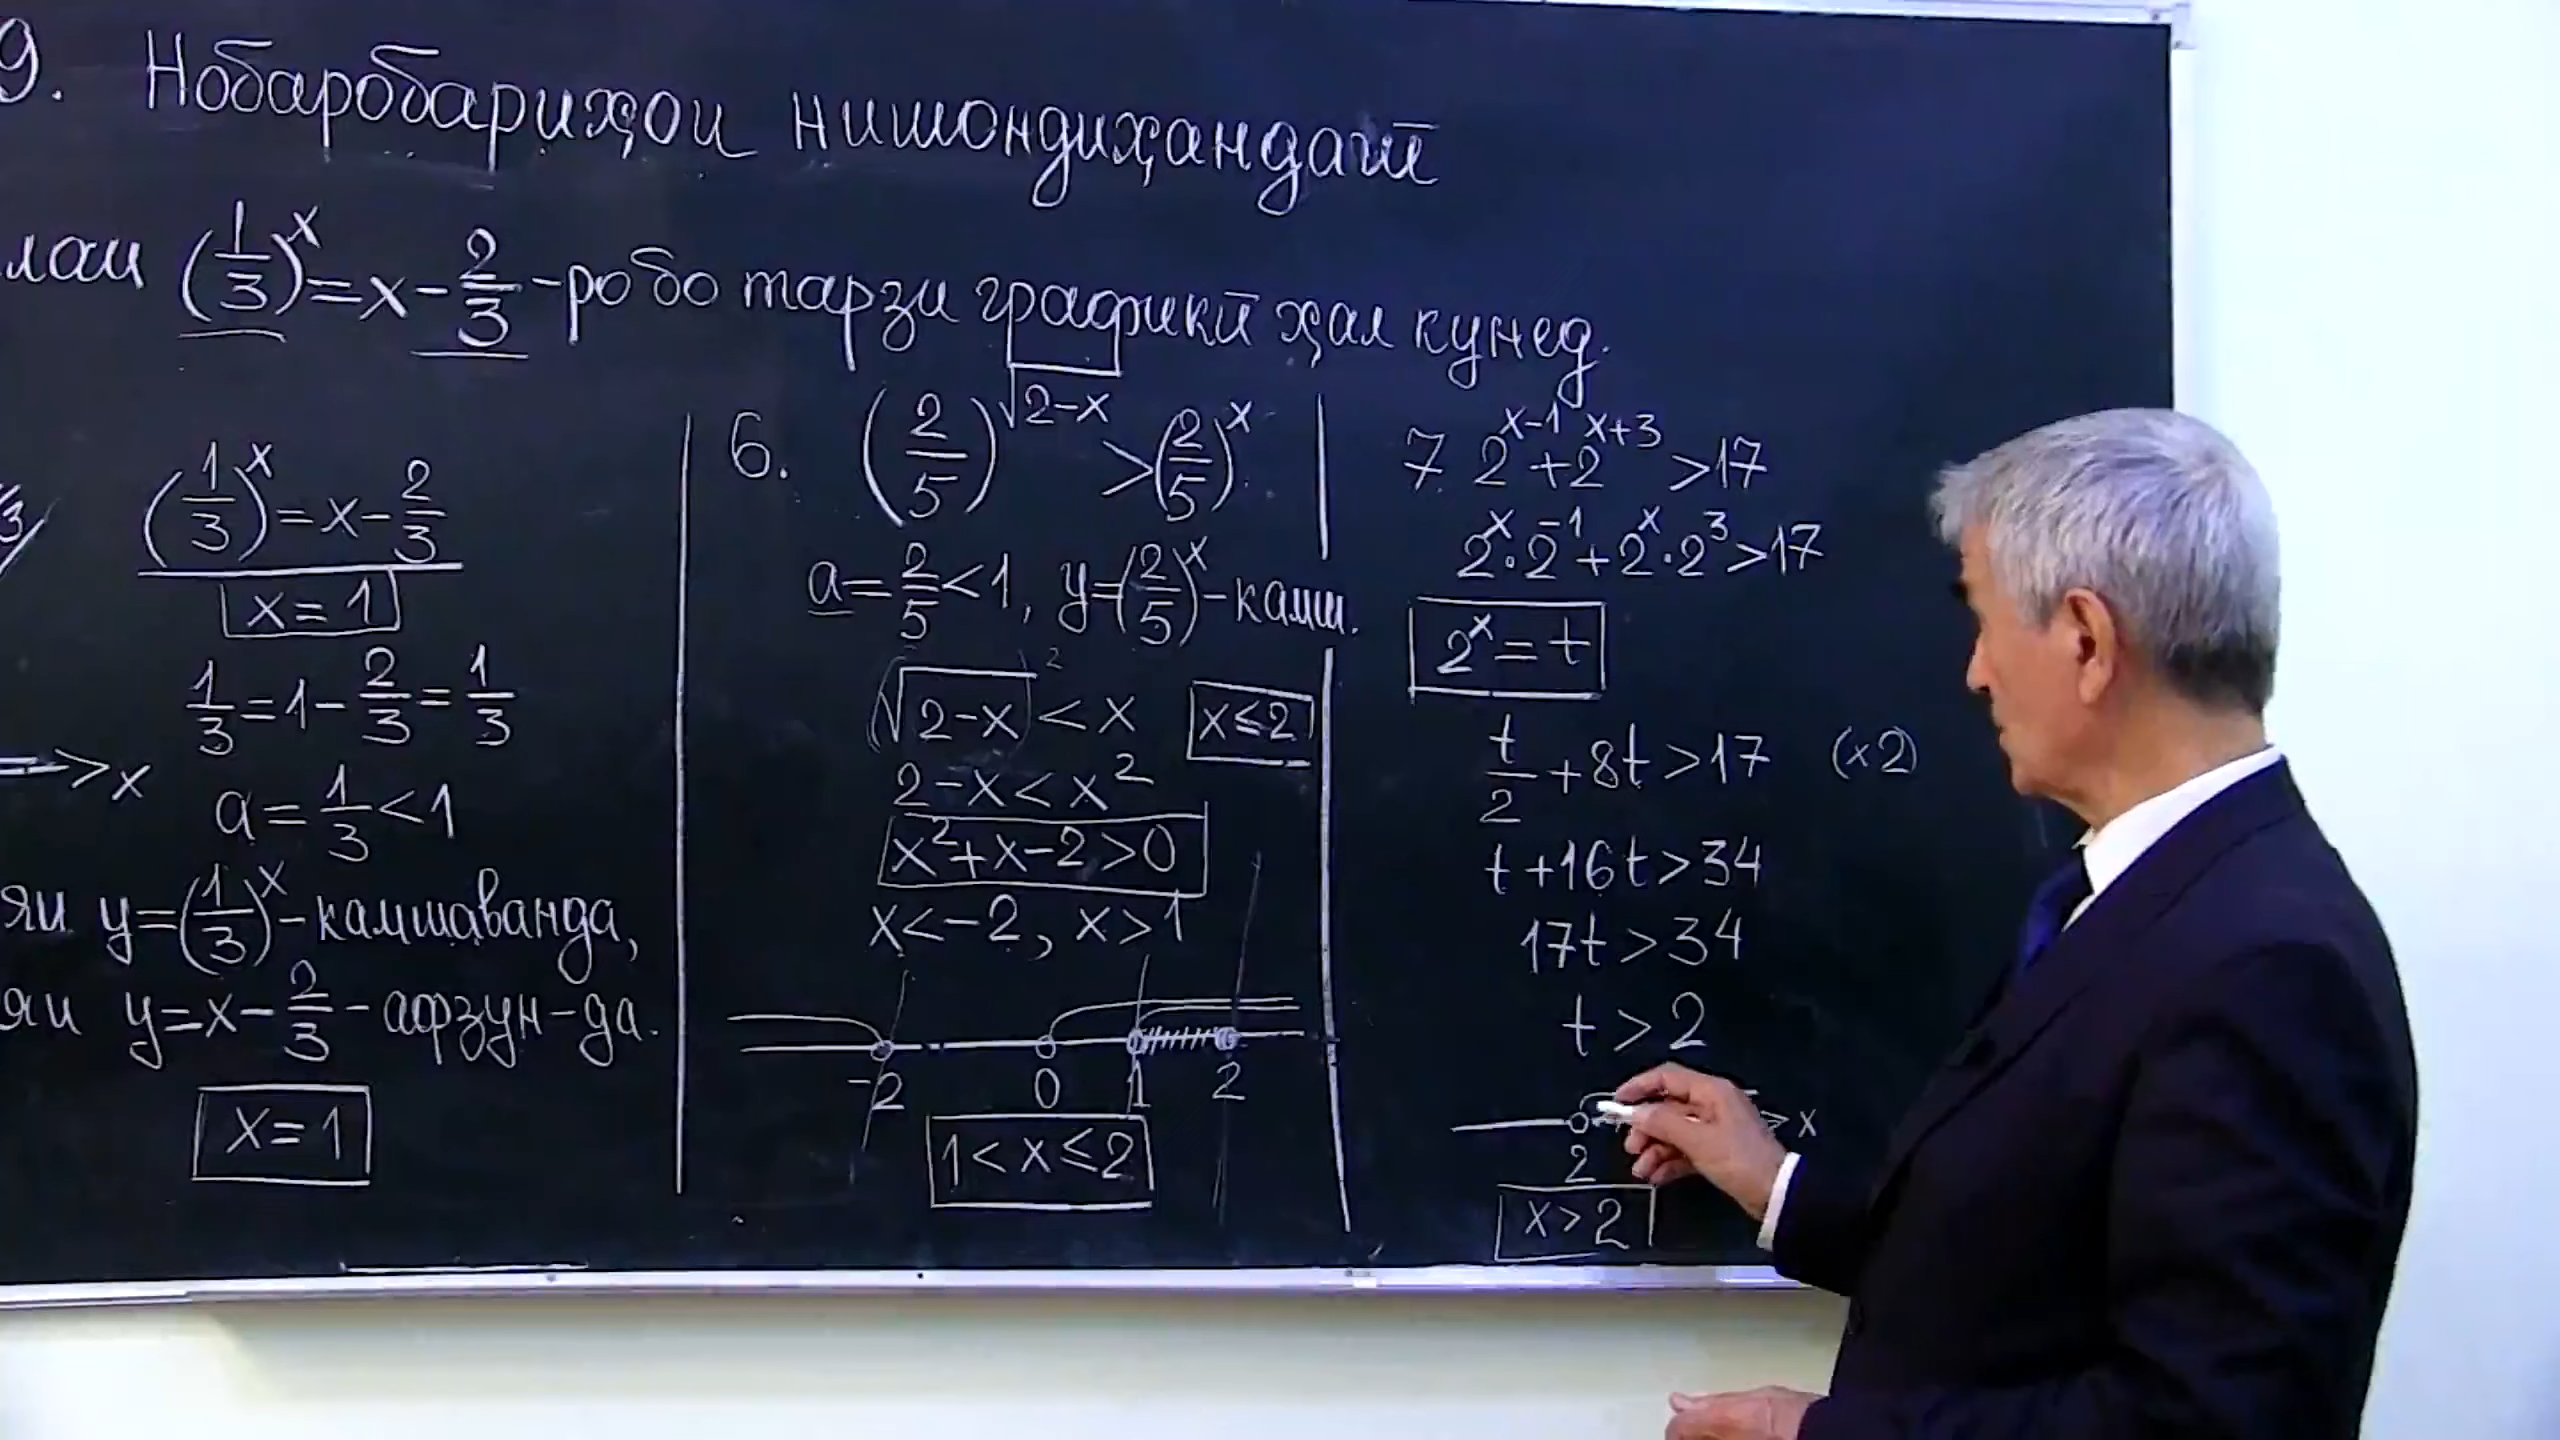 9. Нобаробариҳои нишондиҳандагӣ
лаи (1/3)^x = x - 2/3 -ро бо тарзи графикӣ ҳал кунед.
(1/3)^x = x - 2/3
x = 1
1/3 = 1 - 2/3 = 1/3
→ x
a = 1/3 < 1
яи y = (1/3)^x - камшаванда,
яи y = x - 2/3 - афзун-да.
x = 1
6. (2/5)^√(2-x) > (2/5)^x
a = 2/5 < 1, y = (2/5)^x - камш.
(√(2-x))² < x
x ≤ 2
2 - x < x²
x² + x - 2 > 0
x < -2, x > 1
-2 0 1 2
1 < x ≤ 2
7. 2^(x-1) + 2^(x+3) > 17
2^x · 2^-1 + 2^x · 2^3 > 17
2^x = t
t/2 + 8t > 17 (×2)
t + 16t > 34
17t > 34
t > 2
x
2
x > 2